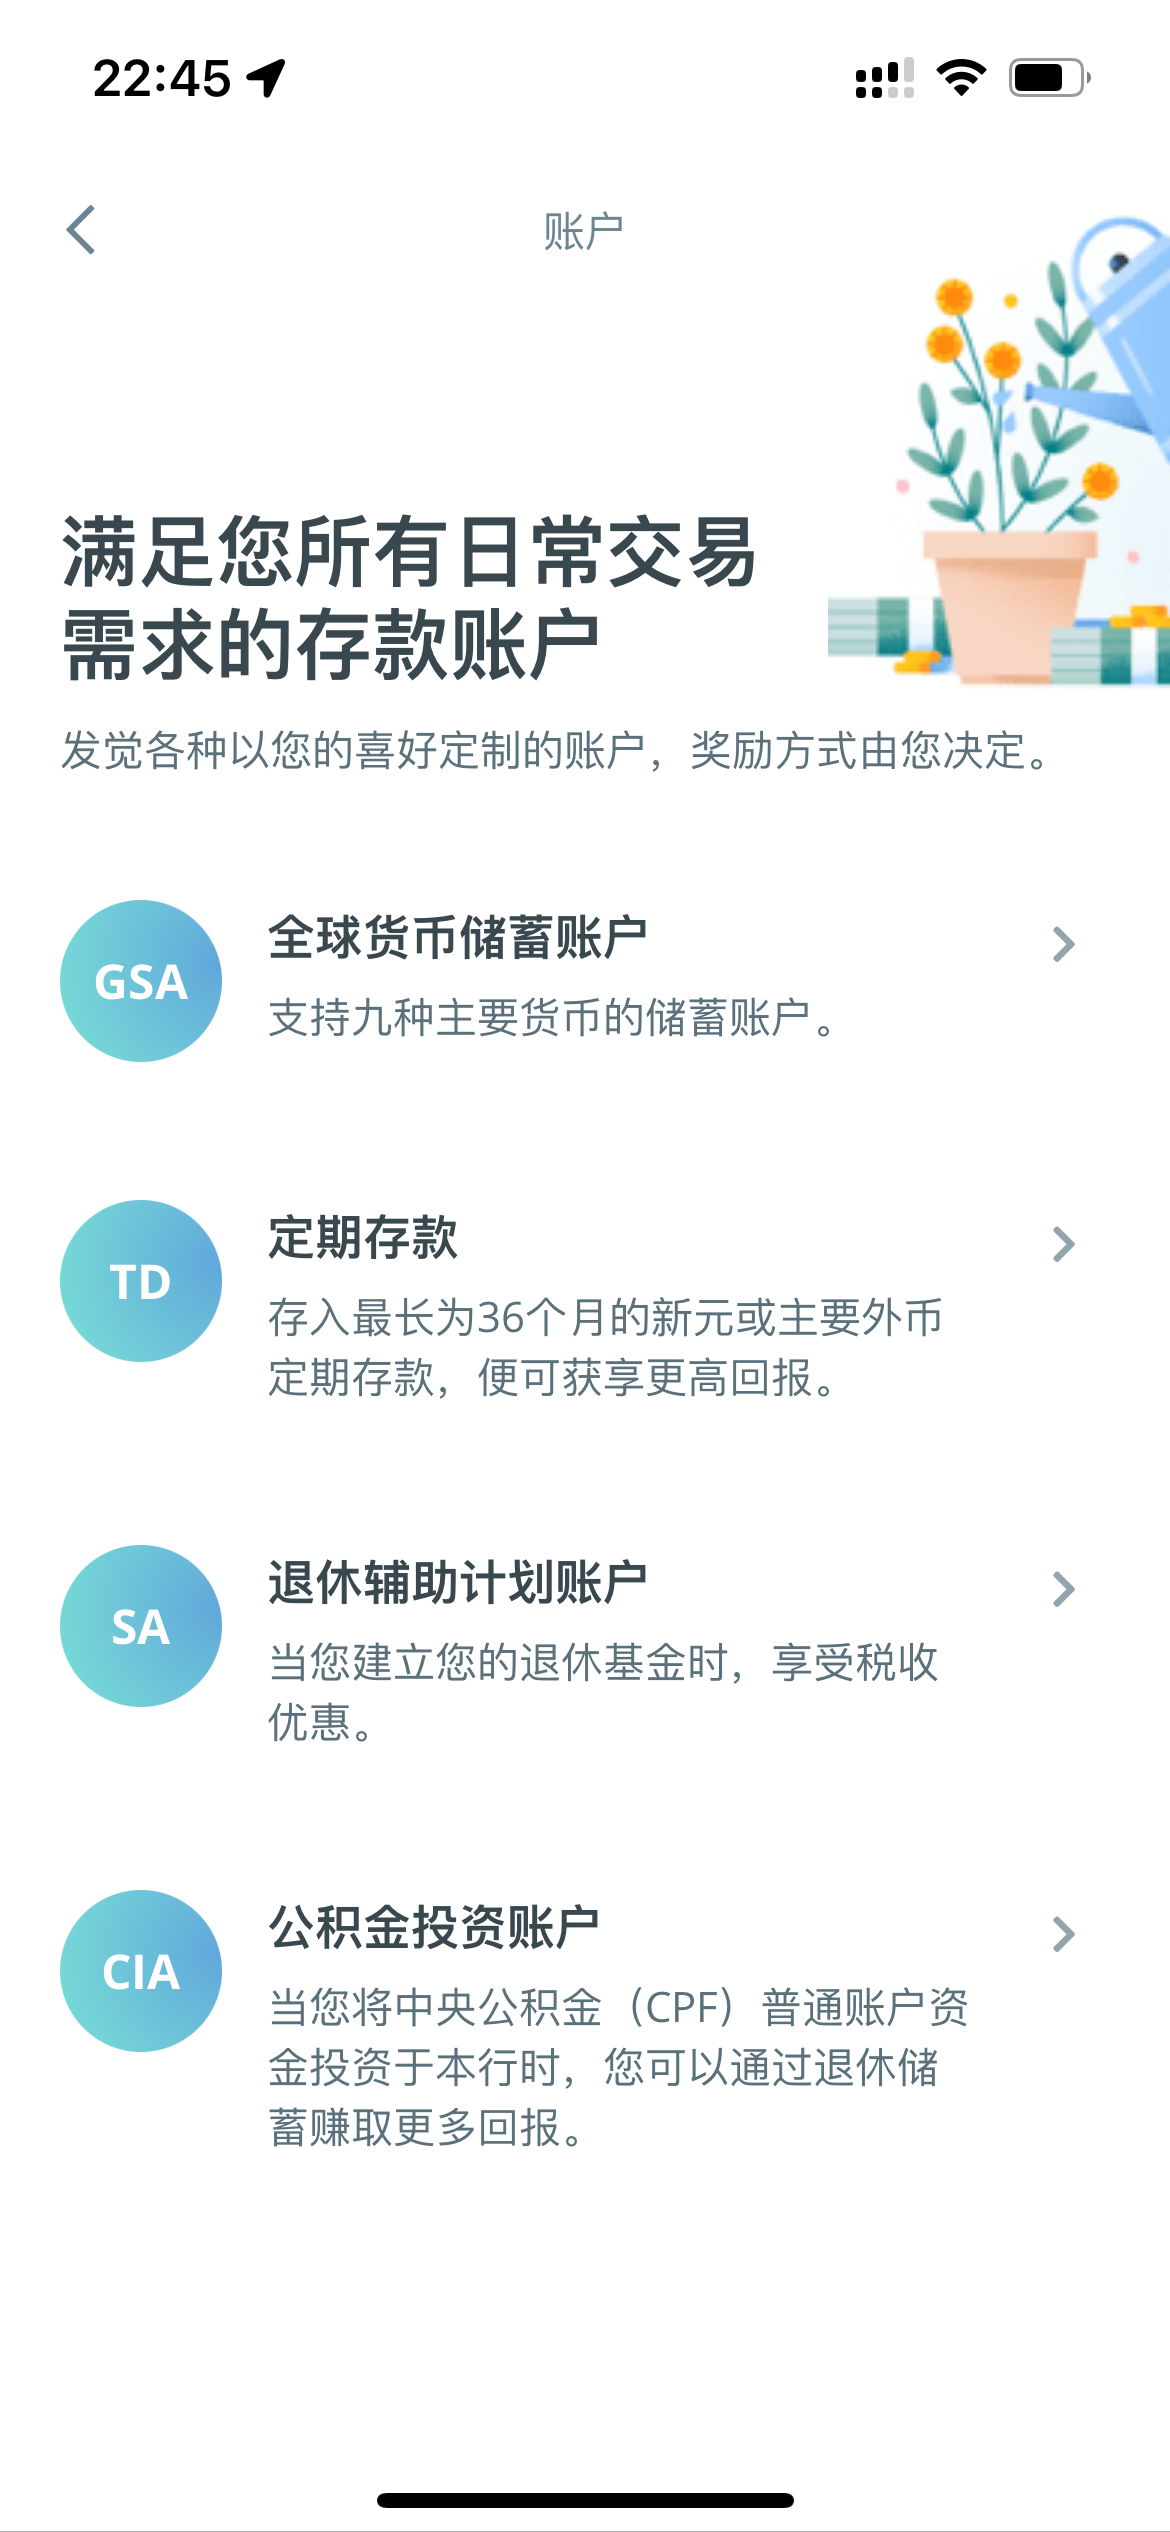 22:45
账户
满足您所有日常交易
需求的存款账户
发觉各种以您的喜好定制的账户，奖励方式由您决定。
GSA
全球货币储蓄账户
支持九种主要货币的储蓄账户。
TD
定期存款
存入最长为36个月的新元或主要外币
定期存款，便可获享更高回报。
SA
退休辅助计划账户
当您建立您的退休基金时，享受税收
优惠。
CIA
公积金投资账户
当您将中央公积金（CPF）普通账户资
金投资于本行时，您可以通过退休储
蓄赚取更多回报。